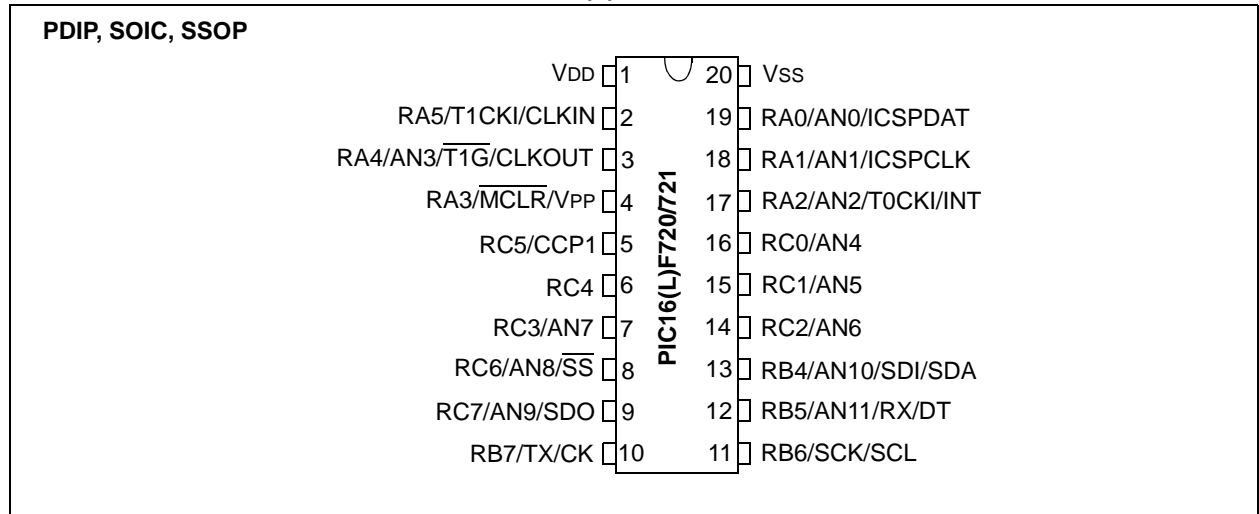 PDIP, SOIC, SSOP
VDD 1 20 VSS
RA5/T1CKI/CLKIN 2 19 RA0/AN0/ICSPDAT
RA4/AN3/T1G/CLKOUT 3 18 RA1/AN1/ICSPCLK
RA3/MCLR/VPP 4 17 RA2/AN2/T0CKI/INT
RC5/CCP1 5 16 RC0/AN4
RC4 6 15 RC1/AN5
RC3/AN7 7 14 RC2/AN6
RC6/AN8/SS 8 13 RB4/AN10/SDI/SDA
RC7/AN9/SDO 9 12 RB5/AN11/RX/DT
RB7/TX/CK 10 11 RB6/SCK/SCL
PIC16(L)F720/721